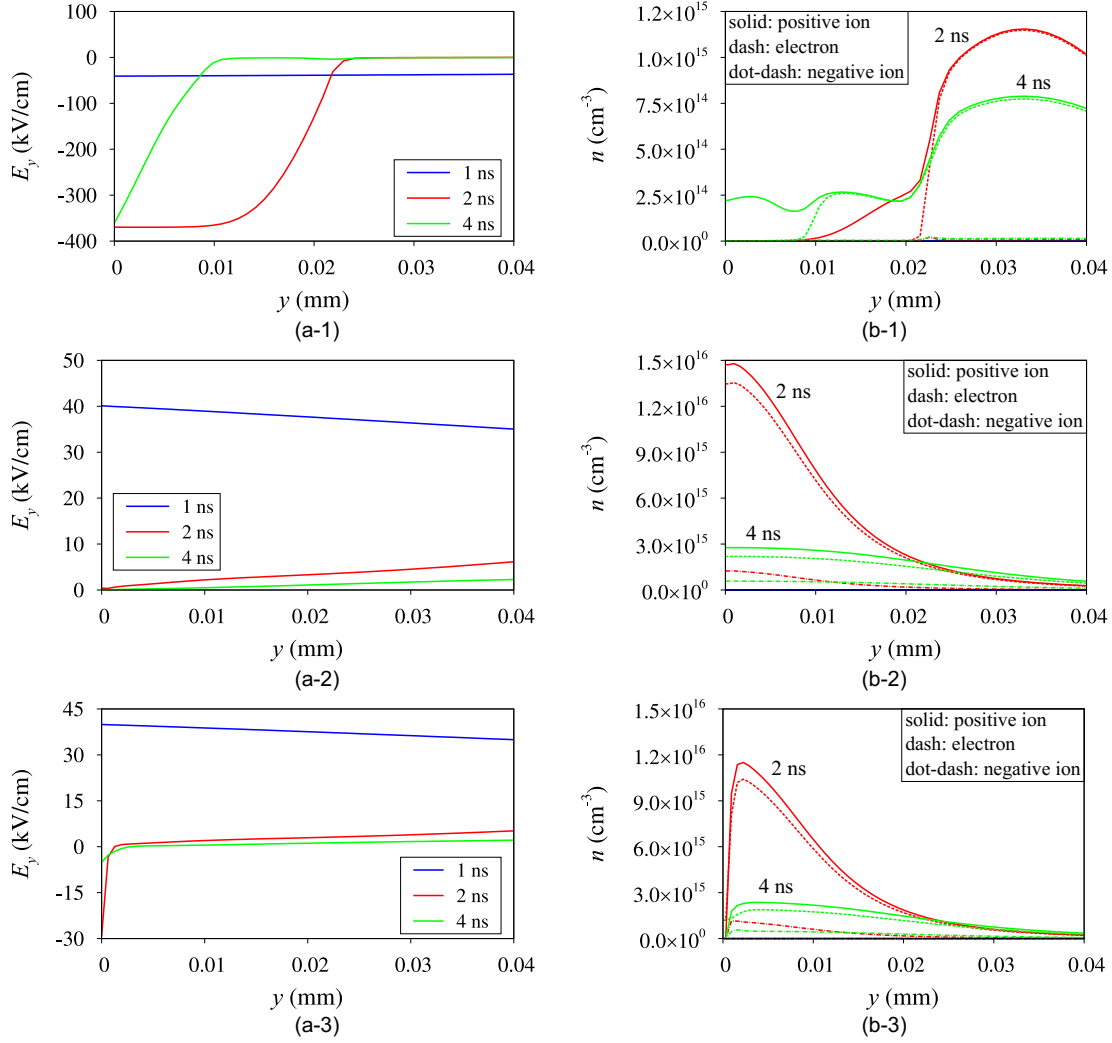 100
0
-100
-200
-300
-400
E_y (kV/cm)
1 ns
2 ns
4 ns
0
0.01
0.02
0.03
0.04
y (mm)
(a-1)
1.2×10^15
1.0×10^15
7.5×10^14
5.0×10^14
2.5×10^14
0.0×10^0
n (cm^-3)
solid: positive ion
dash: electron
dot-dash: negative ion
2 ns
4 ns
0
0.01
0.02
0.03
0.04
y (mm)
(b-1)
50
40
30
20
10
0
E_y (kV/cm)
1 ns
2 ns
4 ns
0
0.01
0.02
0.03
0.04
y (mm)
(a-2)
1.5×10^16
1.2×10^16
9.0×10^15
6.0×10^15
3.0×10^15
0.0×10^0
n (cm^-3)
solid: positive ion
dash: electron
dot-dash: negative ion
2 ns
4 ns
0
0.01
0.02
0.03
0.04
y (mm)
(b-2)
45
30
15
0
-15
-30
E_y (kV/cm)
1 ns
2 ns
4 ns
0
0.01
0.02
0.03
0.04
y (mm)
(a-3)
1.5×10^16
1.2×10^16
9.0×10^15
6.0×10^15
3.0×10^15
0.0×10^0
n (cm^-3)
solid: positive ion
dash: electron
dot-dash: negative ion
2 ns
4 ns
0
0.01
0.02
0.03
0.04
y (mm)
(b-3)